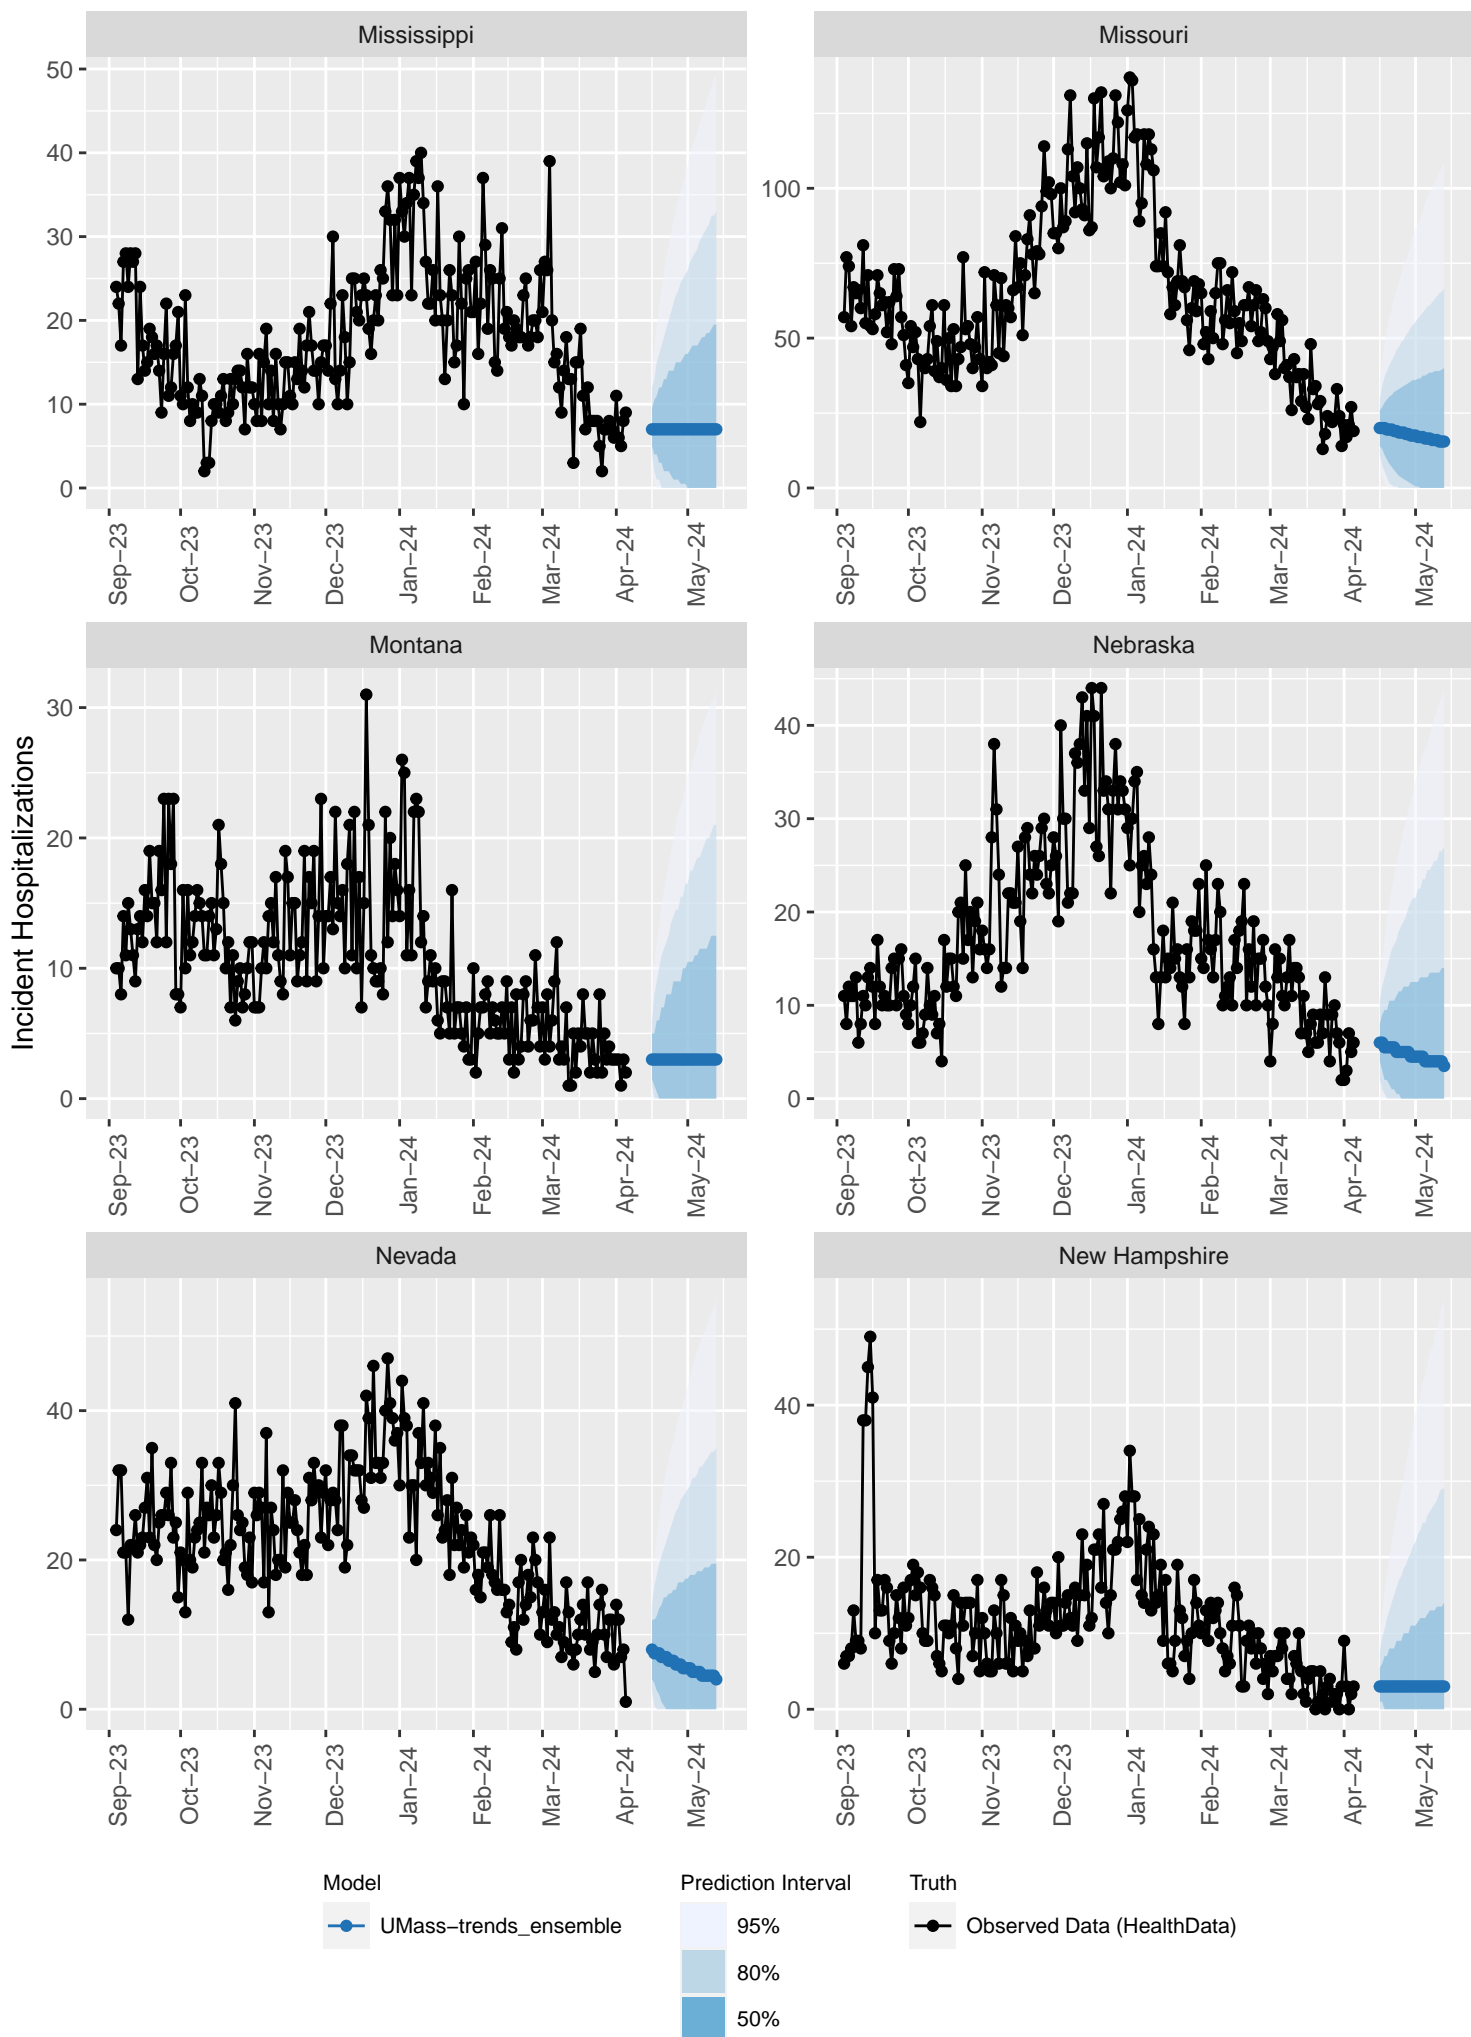 Mississippi
Missouri
50
40
30
20
10
0
100
50
0
Sep−23
Oct−23
Nov−23
Dec−23
Jan−24
Feb−24
Mar−24
Apr−24
May−24
Sep−23
Oct−23
Nov−23
Dec−23
Jan−24
Feb−24
Mar−24
Apr−24
May−24
Incident Hospitalizations
Montana
Nebraska
30
20
10
0
40
30
20
10
0
Sep−23
Oct−23
Nov−23
Dec−23
Jan−24
Feb−24
Mar−24
Apr−24
May−24
Sep−23
Oct−23
Nov−23
Dec−23
Jan−24
Feb−24
Mar−24
Apr−24
May−24
Nevada
New Hampshire
40
20
0
40
20
0
Sep−23
Oct−23
Nov−23
Dec−23
Jan−24
Feb−24
Mar−24
Apr−24
May−24
Sep−23
Oct−23
Nov−23
Dec−23
Jan−24
Feb−24
Mar−24
Apr−24
May−24
Model
UMass−trends_ensemble
Prediction Interval
95%
80%
50%
Truth
Observed Data (HealthData)